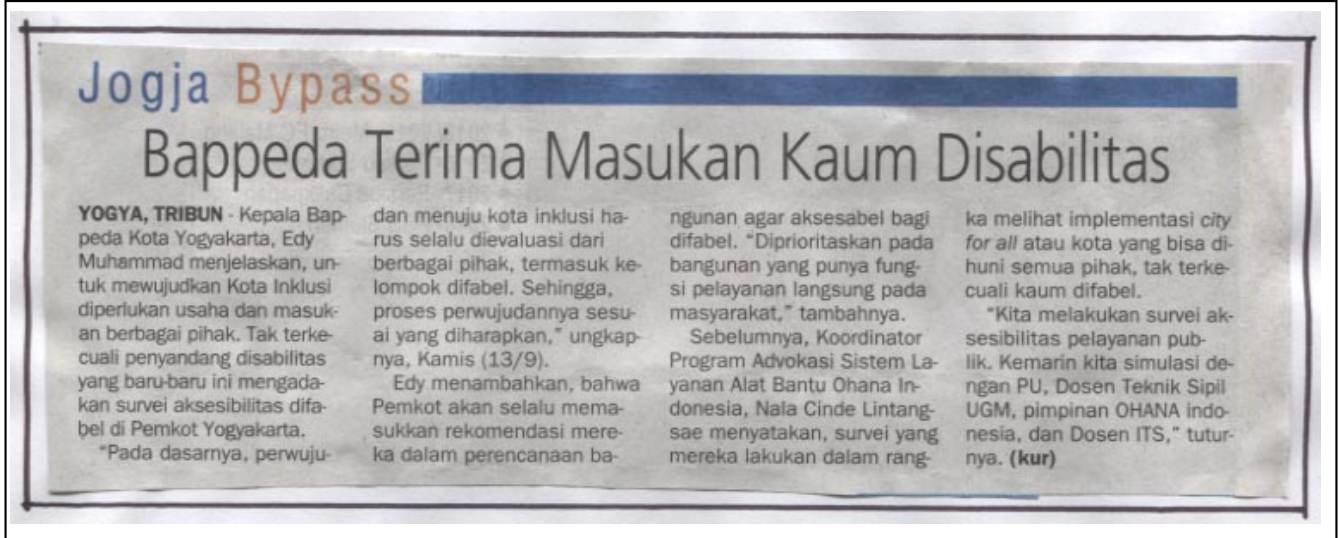 Jogja Bypass
Bappeda Terima Masukan Kaum Disabilitas
YOGYA, TRIBUN - Kepala Bap-
peda Kota Yogyakarta, Edy
Muhammad menjelaskan, un-
tuk mewujudkan Kota Inklusi
diperlukan usaha dan masuk-
an berbagai pihak. Tak terke-
cuali penyandang disabilitas
yang baru-baru ini mengada-
kan survei aksesibilitas difa-
bel di Pemkot Yogyakarta.
"Pada dasarnya, perwuju-
dan menuju kota inklusi ha-
rus selalu dievaluasi dari
berbagai pihak, termasuk ke-
lompok difabel. Sehingga,
proses perwujudannya sesu-
ai yang diharapkan," ungkap-
nya, Kamis (13/9).
Edy menambahkan, bahwa
Pemkot akan selalu mema-
sukkan rekomendasi mere-
ka dalam perencanaan ba-
ngunan agar aksesabel bagi
difabel. "Diprioritaskan pada
bangunan yang punya fung-
si pelayanan langsung pada
masyarakat," tambahnya.
Sebelumnya, Koordinator
Program Advokasi Sistem La-
yanan Alat Bantu Ohana In-
donesia, Nala Cinde Lintang-
sae menyatakan, survei yang
mereka lakukan dalam rang-
ka melihat implementasi city
for all atau kota yang bisa di-
huni semua pihak, tak terke-
cuali kaum difabel.
"Kita melakukan survei ak-
sesibilitas pelayanan pub-
lik. Kemarin kita simulasi de-
ngan PU, Dosen Teknik Sipil
UGM, pimpinan OHANA indo-
nesia, dan Dosen ITS," tutur-
nya. (kur)